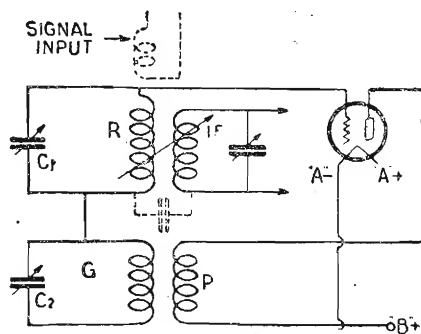 SIGNAL
INPUT
R
IF
C1
"A-
A+
G
P
C2
"B+